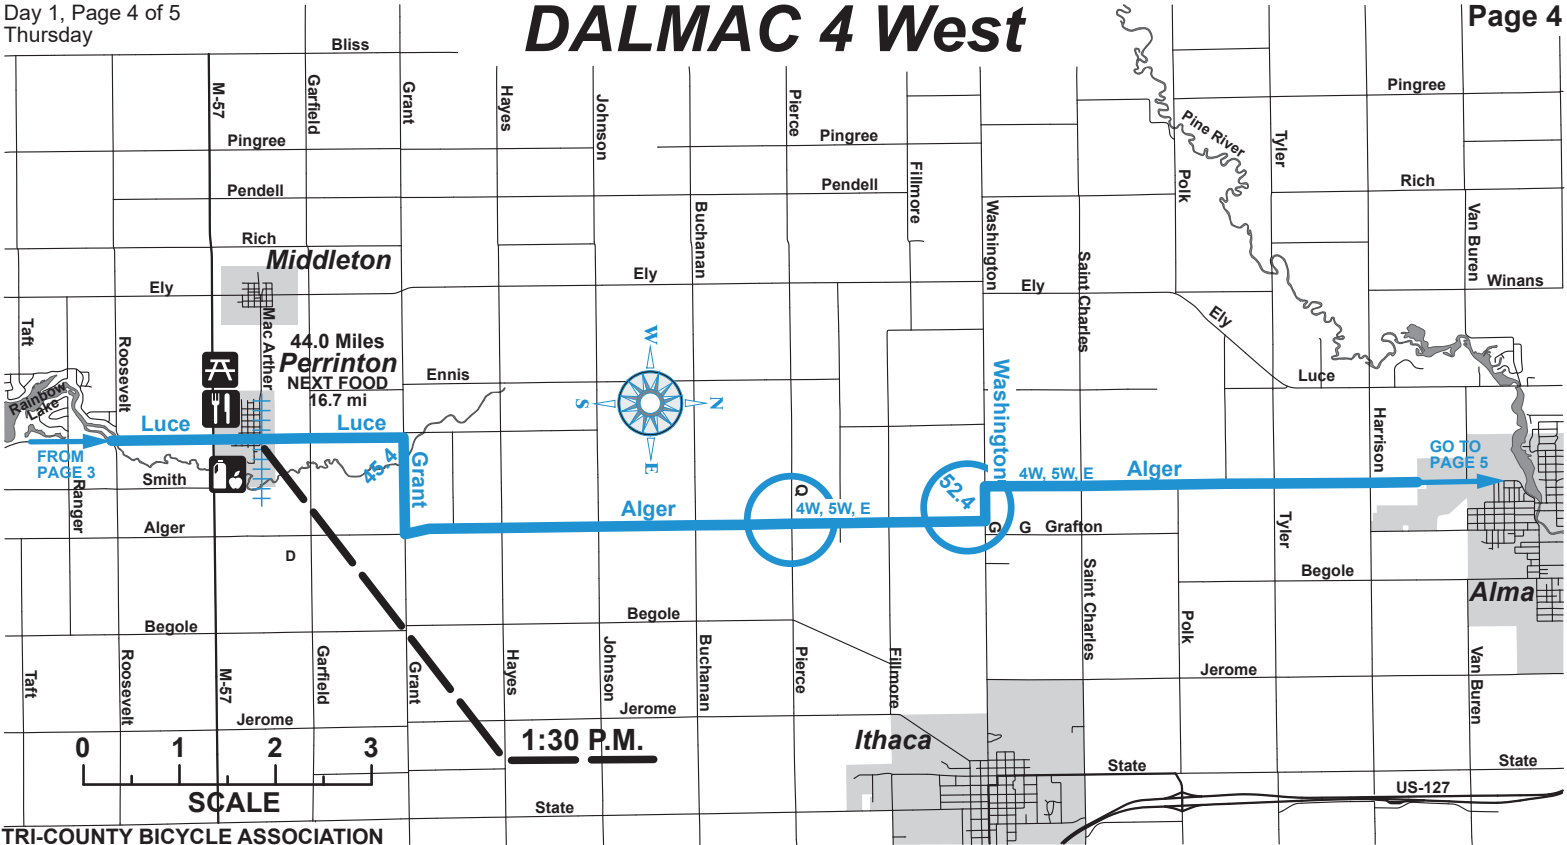 Day 1, Page 4 of 5
Thursday
DALMAC 4 West
Page 4
Bliss
M-57
Garfield
Grant
Hayes
Johnson
Pierce
Pingree
Pingree
Pingree
Pine River
Tyler
Polk
Fillmore
Pendell
Pendell
Rich
Washington
Buchanan
Van Buren
Rich
Middleton
Saint Charles
Ely
Ely
Ely
Winans
Ely
Taft
Roosevelt
Mac Arther
44.0 Miles
Perrinton
NEXT FOOD
16.7 mi
Ennis
W
S
N
E
Washington
Luce
Rainbow
Lake
Luce
Luce
Harrison
FROM
PAGE 3
45.4
Grant
Smith
Ranger
Alger
D
Alger
Q
4W, 5W, E
52.4
4W, 5W, E
Alger
GO TO
PAGE 5
G
G
Grafton
Tyler
Saint Charles
Begole
Alma
Begole
Begole
Polk
Taft
Roosevelt
M-57
Garfield
Grant
Hayes
Johnson
Buchanan
Pierce
Fillmore
Jerome
Van Buren
Jerome
Jerome
0
1
2
3
SCALE
1:30 P.M.
Ithaca
State
State
US-127
State
TRI-COUNTY BICYCLE ASSOCIATION